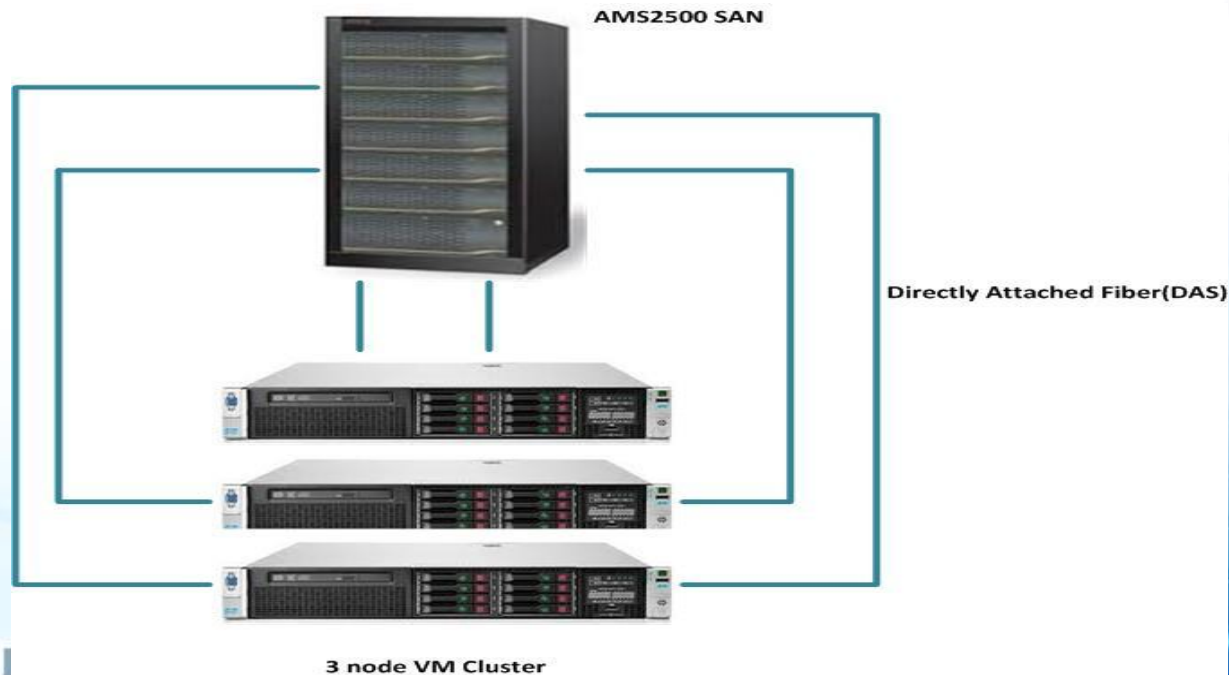 AMS2500 SAN
Directly Attached Fiber(DAS)
3 node VM Cluster